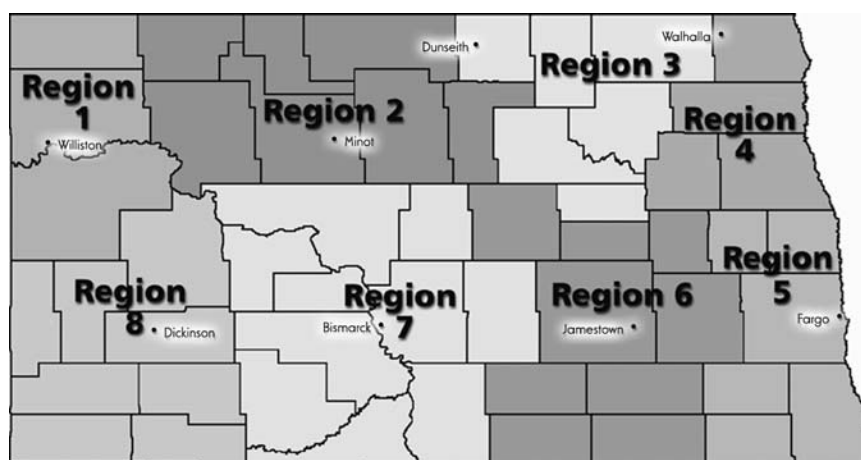 Walhalla
Dunseith
Region 3
Region
1
Region 2
Region
4
Williston
Minot
Region
5
Region
8
Region
7
Region 6
Dickinson
Bismarck
Jamestown
Fargo